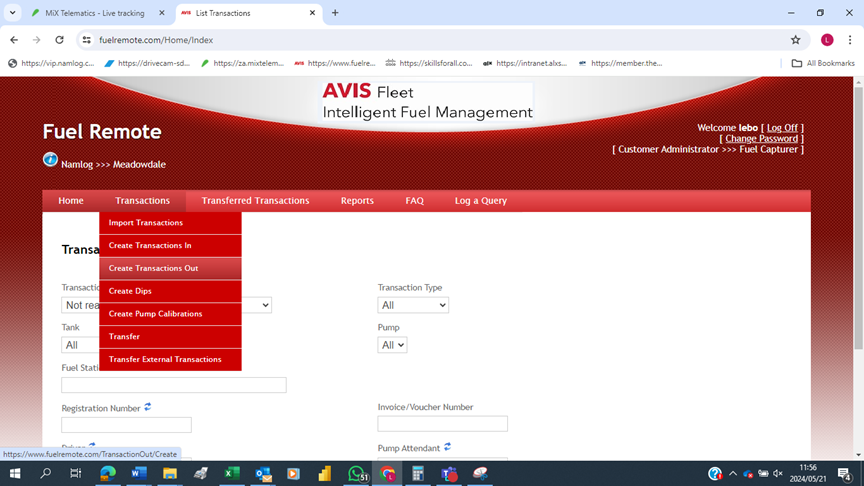 MiX Telematics - Live tracking
AVIS List Transactions
fuelremote.com/Home/Index
L
https://vip.namlog.c...
https://drivecam-sd...
https://za.mixtelem...
AVIS https://www.fuelre...
https://skillsforall.co...
https://intranet.alxs...
https://member.the...
All Bookmarks
AVIS Fleet
Intelligent Fuel Management
Fuel Remote
Welcome lebo [ Log Off ]
[ Change Password ]
[ Customer Administrator >>> Fuel Capturer ]
Namlog >>> Meadowdale
Home Transactions Transferred Transactions Reports FAQ Log a Query
Import Transactions
Create Transactions In
Create Transactions Out
Create Dips
Create Pump Calibrations
Transfer
Transfer External Transactions
Transa
Transactio
Transaction Type
Not rea
All
Tank
Pump
All
All
Fuel Stati
Registration Number
Invoice/Voucher Number
Driver
Pump Attendant
https://www.fuelremote.com/TransactionOut/Create
51
L
11:56
2024/05/21
4